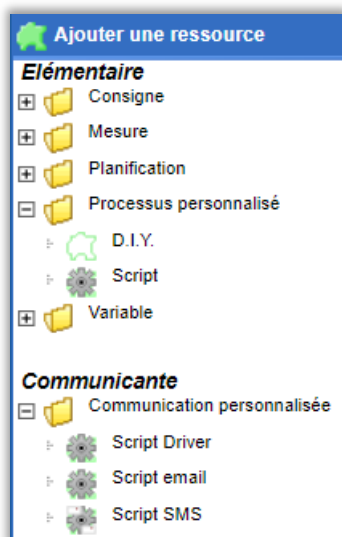 Ajouter une ressource
Elémentaire
Consigne
Mesure
Planification
Processus personnalisé
D.I.Y.
Script
Variable
Communicante
Communication personnalisée
Script Driver
Script email
Script SMS